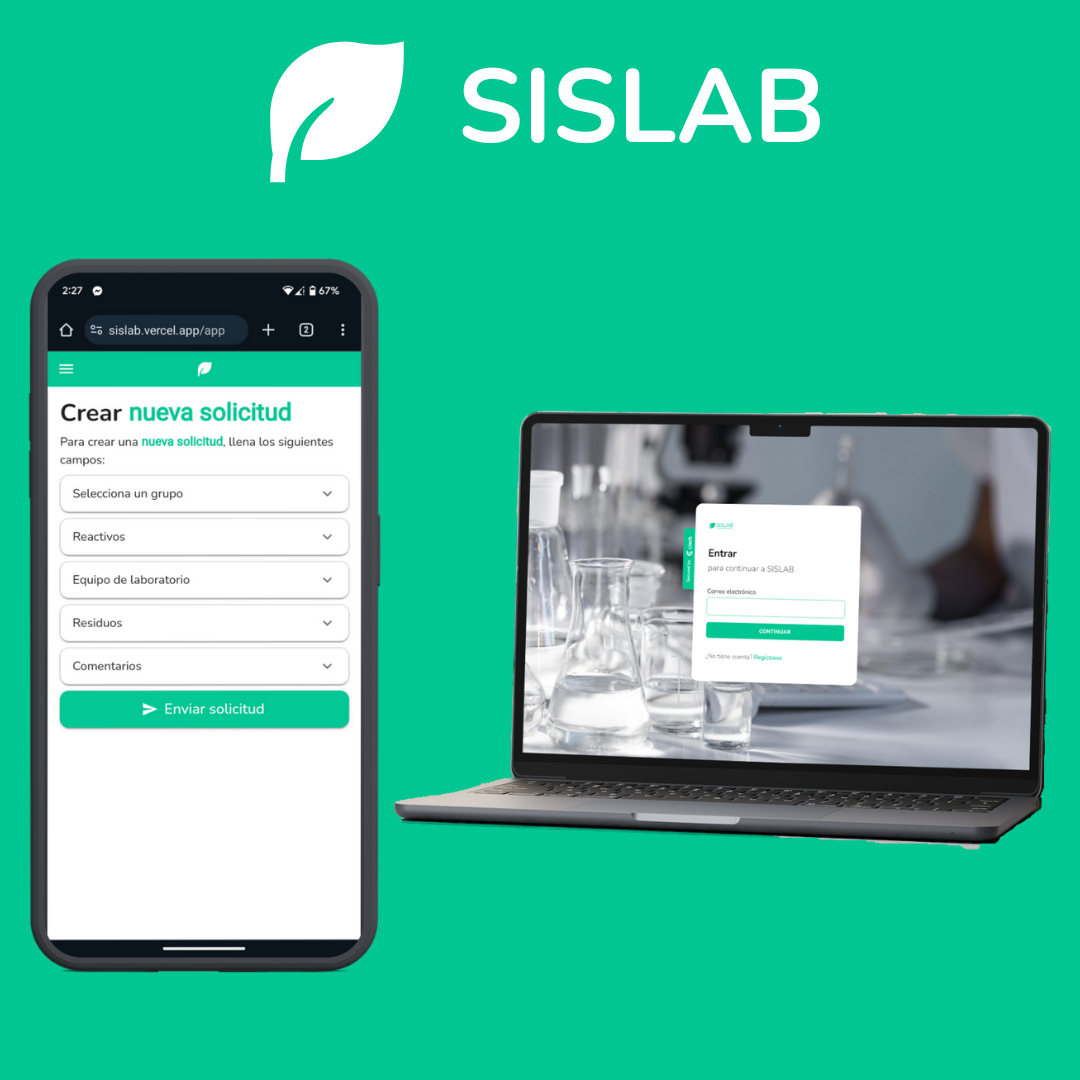 SISLAB
2:27
67%
sislab.vercel.app/app
2
Crear nueva solicitud
Para crear una nueva solicitud, llena los siguientes
campos:
Selecciona un grupo
Reactivos
Equipo de laboratorio
Residuos
Comentarios
Enviar solicitud
SISLAB
Secured by clerk
Entrar
para continuar a SISLAB
Correo electrónico
CONTINUAR
¿No tiene cuenta? Regístrese